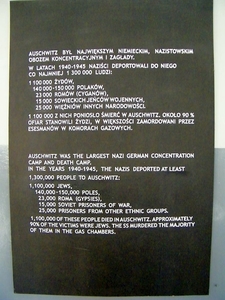 AUSCHWITZ BYŁ NAJWIĘKSZYM NIEMIECKIM, NAZISTOWSKIM
OBOZEM KONCENTRACYJNYM I ZAGŁADY.
W LATACH 1940-1945 NAZIŚCI DEPORTOWALI DO NIEGO
CO NAJMNIEJ 1 300 000 LUDZI:
1 100 000 ŻYDÓW,
140 000-150 000 POLAKÓW,
23 000 ROMÓW (CYGANÓW),
15 000 SOWIECKICH JEŃCÓW WOJENNYCH,
25 000 WIĘŹNIÓW INNYCH NARODOWOŚCI.
1 100 000 Z NICH PONIOSŁO ŚMIERĆ W AUSCHWITZ. OKOŁO 90 %
OFIAR STANOWILI ŻYDZI, W WIĘKSZOŚCI ZAMORDOWANI PRZEZ
ESESMANÓW W KOMORACH GAZOWYCH.
AUSCHWITZ WAS THE LARGEST NAZI GERMAN CONCENTRATION
CAMP AND DEATH CAMP.
IN THE YEARS 1940-1945, THE NAZIS DEPORTED AT LEAST
1,300,000 PEOPLE TO AUSCHWITZ:
1,100,000 JEWS,
140,000-150,000 POLES,
23,000 ROMA (GYPSIES),
15,000 SOVIET PRISONERS OF WAR,
25,000 PRISONERS FROM OTHER ETHNIC GROUPS.
1,100,000 OF THESE PEOPLE DIED IN AUSCHWITZ. APPROXIMATELY
90% OF THE VICTIMS WERE JEWS. THE SS MURDERED THE MAJORITY
OF THEM IN THE GAS CHAMBERS.